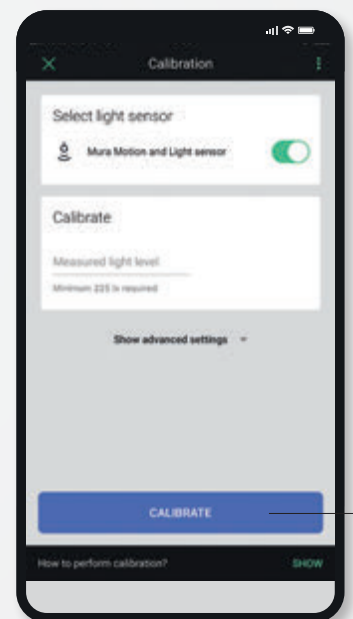 Calibration
Select light sensor
Mura Motion and Light sensor
Calibrate
Measured light level
Minimum 225 is required
Show advanced settings
CALIBRATE
How to perform calibration?
SHOW